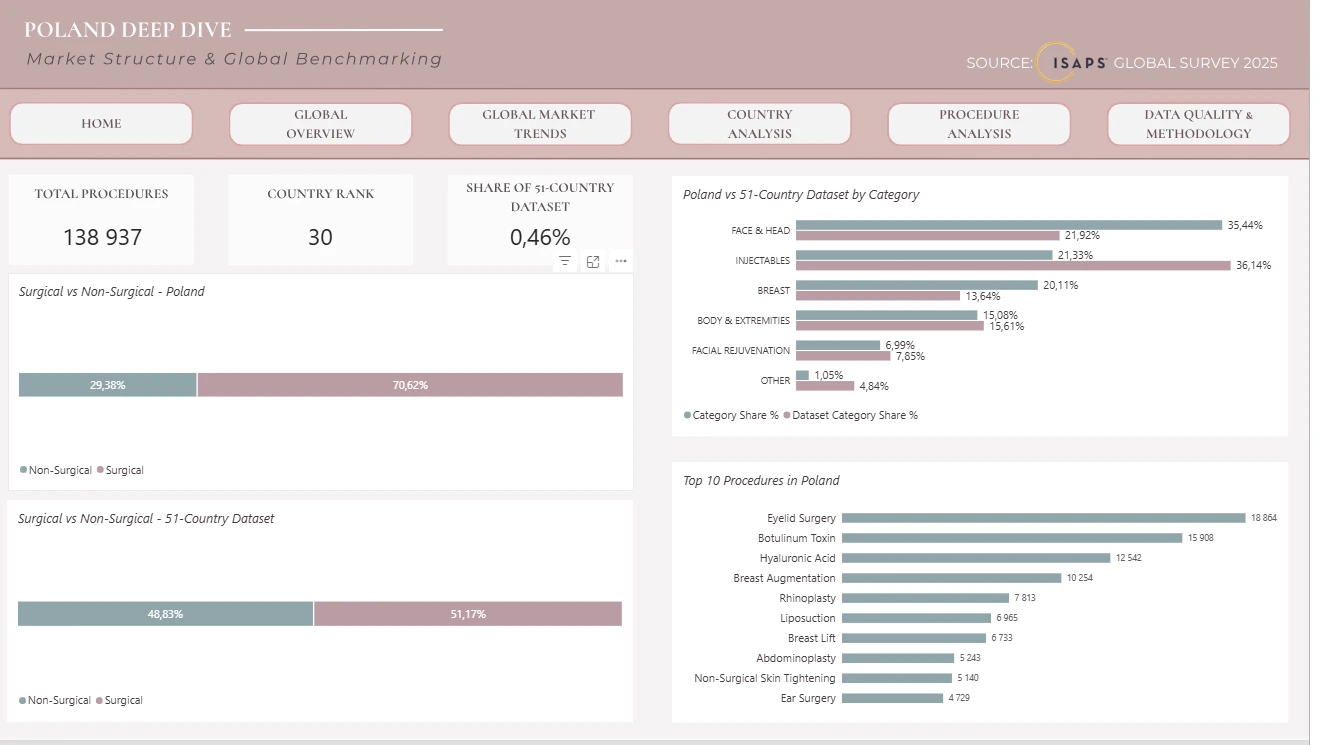 POLAND DEEP DIVE
Market Structure & Global Benchmarking
SOURCE: ISAPS GLOBAL SURVEY 2025
HOME
GLOBAL
OVERVIEW
GLOBAL MARKET
TRENDS
COUNTRY
ANALYSIS
PROCEDURE
ANALYSIS
DATA QUALITY &
METHODOLOGY
TOTAL PROCEDURES
138 937
COUNTRY RANK
30
SHARE OF 51-COUNTRY
DATASET
0,46%
Surgical vs Non-Surgical - Poland
29,38% 70,62%
Non-Surgical Surgical
Surgical vs Non-Surgical - 51-Country Dataset
48,83% 51,17%
Non-Surgical Surgical
Poland vs 51-Country Dataset by Category
FACE & HEAD 35,44%
21,92%
INJECTABLES 21,33%
36,14%
BREAST 20,11%
13,64%
BODY & EXTREMITIES 15,08%
15,61%
FACIAL REJUVENATION 6,99%
7,85%
OTHER 1,05%
4,84%
Category Share % Dataset Category Share %
Top 10 Procedures in Poland
Eyelid Surgery 18 864
Botulinum Toxin 15 908
Hyaluronic Acid 12 542
Breast Augmentation 10 254
Rhinoplasty 7 813
Liposuction 6 965
Breast Lift 6 733
Abdominoplasty 5 243
Non-Surgical Skin Tightening 5 140
Ear Surgery 4 729